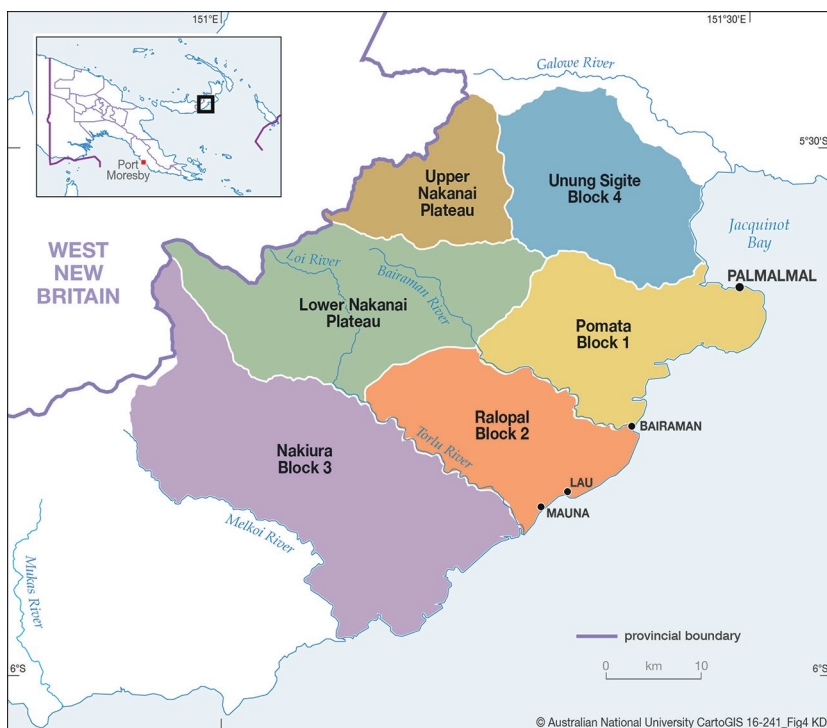 151°E
151°30'E
Galowe River
Port
Moresby
5°30'S
Upper
Nakanai
Plateau
Unung Sigite
Block 4
Jacquinot
Bay
WEST
NEW
BRITAIN
Loi River
Bairaman River
PALMALMAL
Lower Nakanai
Plateau
Pomata
Block 1
Ralopal
Block 2
BAIRAMAN
Torlu River
Nakiura
Block 3
LAU
MAUNA
Melkoi River
Mukas River
provincial boundary
0 km 10
6°S
6°S
© Australian National University CartoGIS 16-241_Fig4 KD